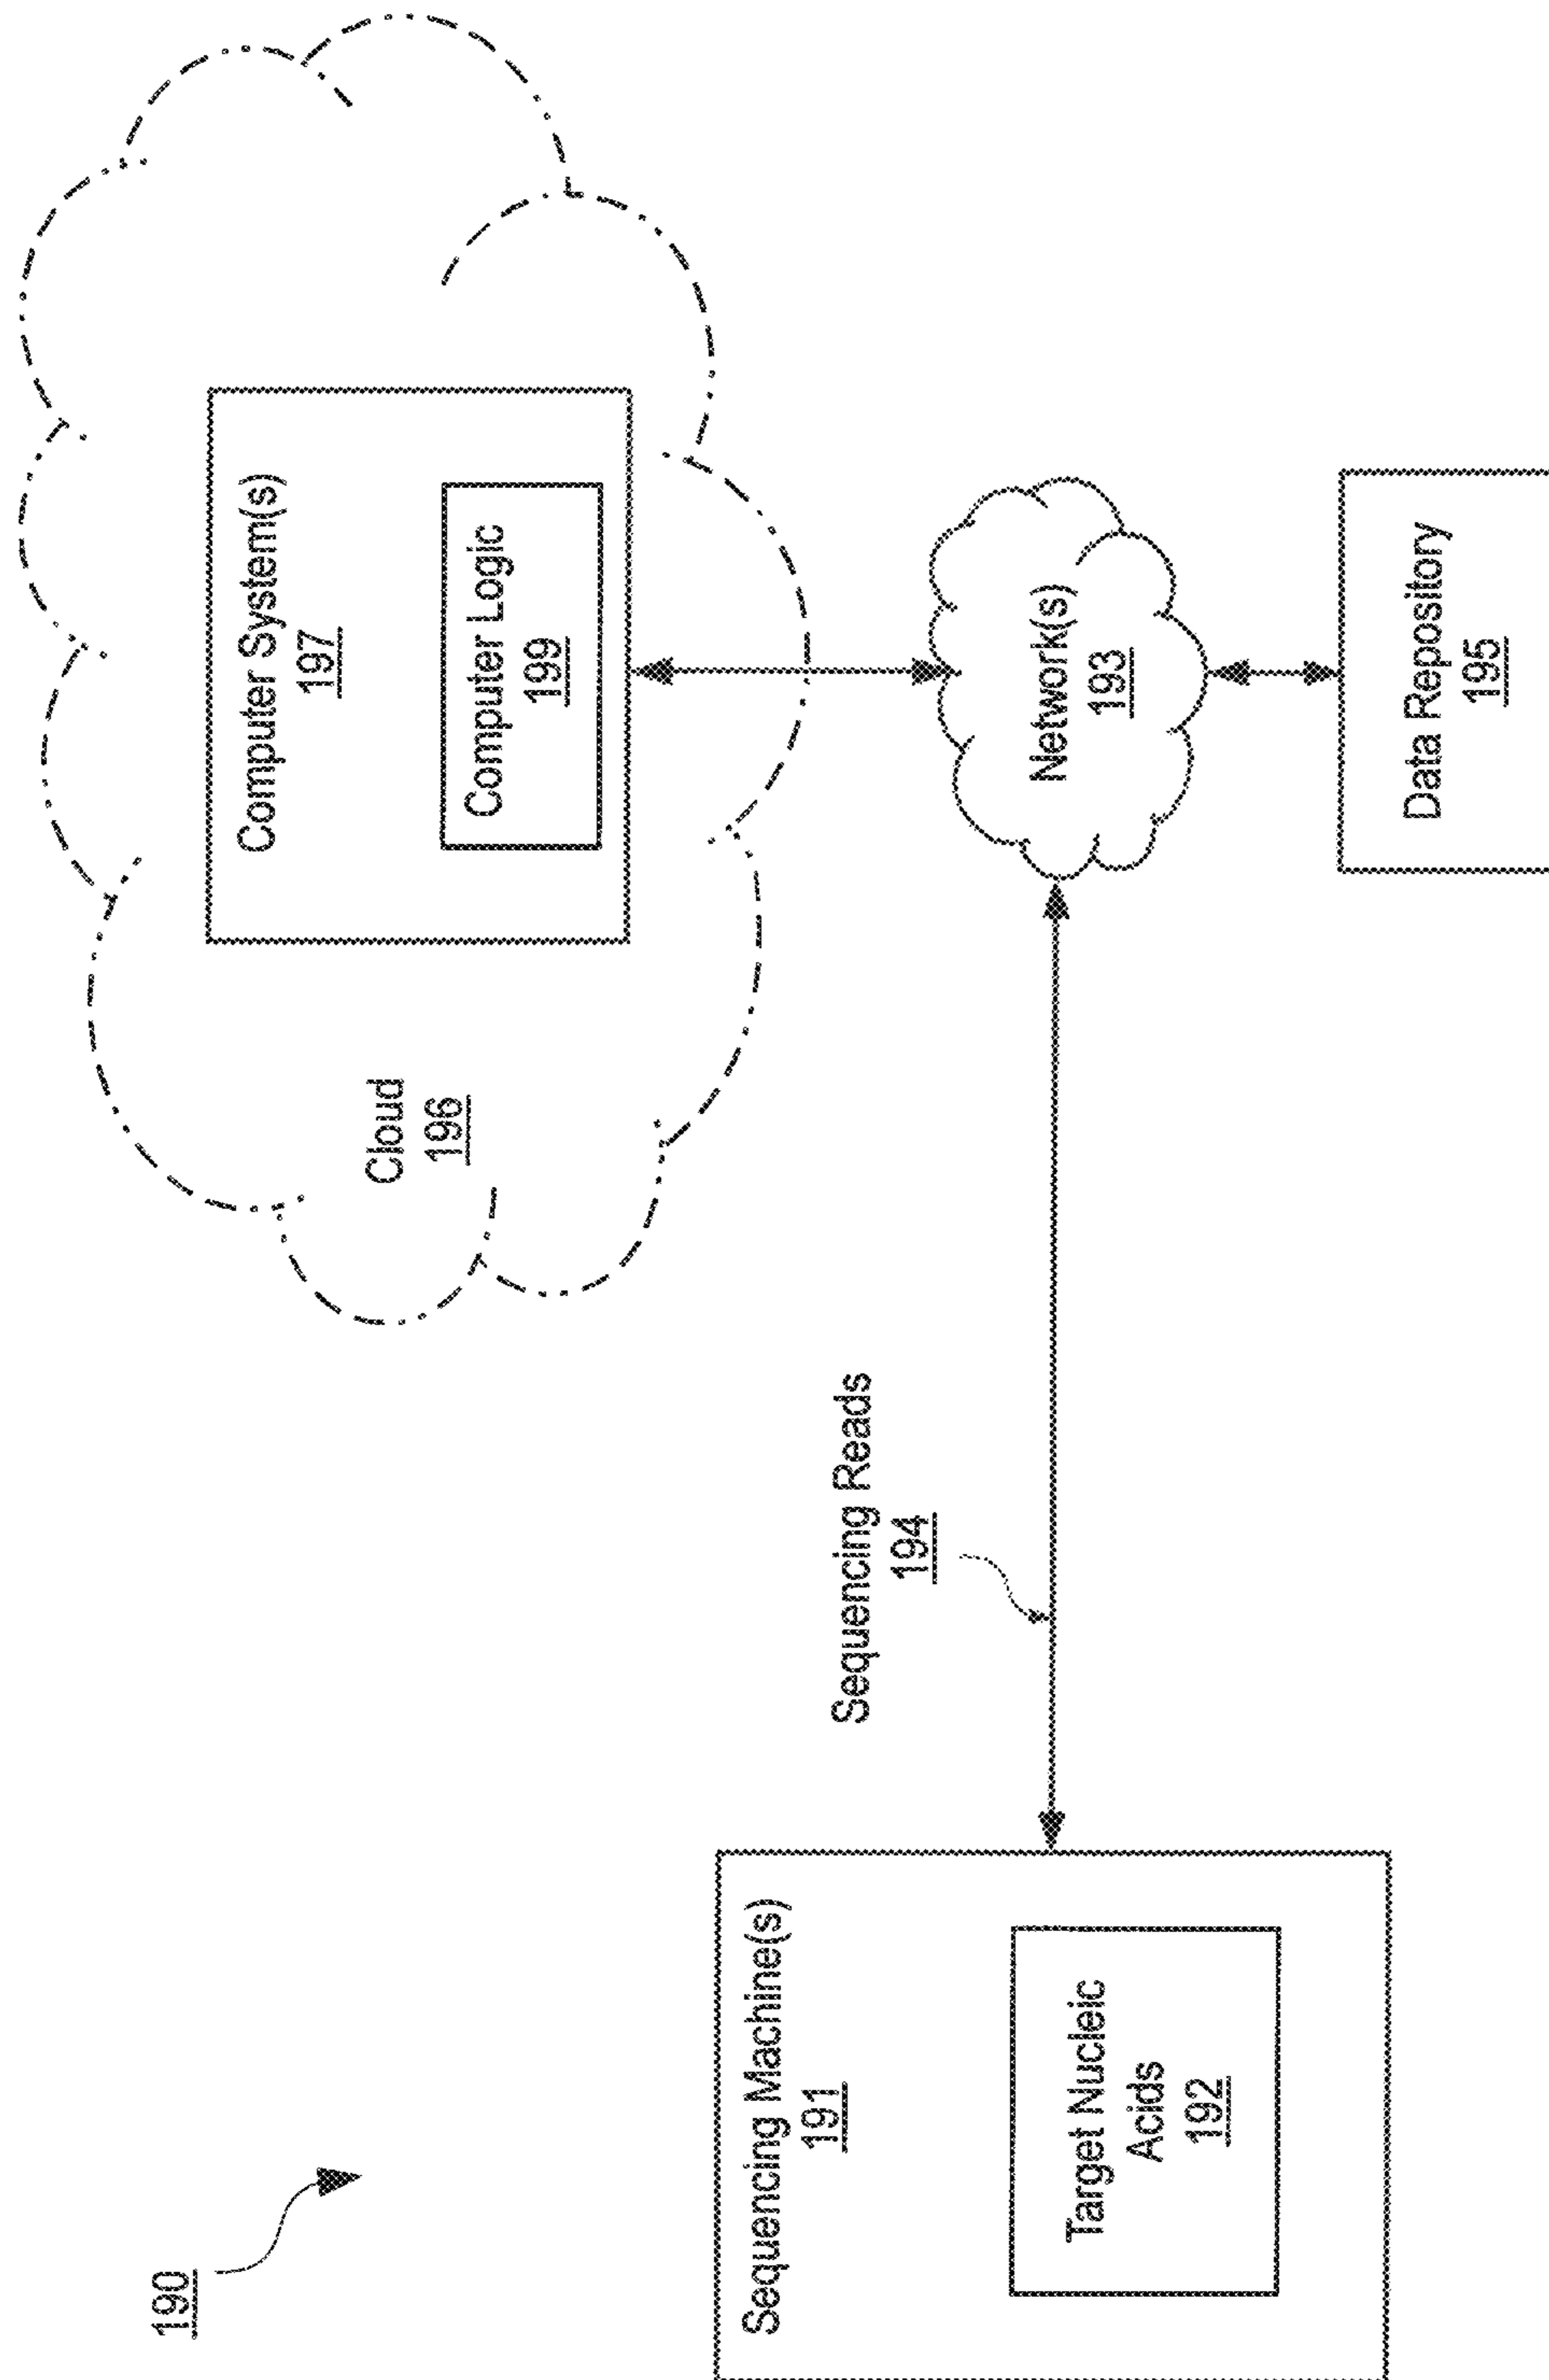 190
Cloud
196
Computer System(s)
197
Computer Logic
199
Sequencing Reads
194
Sequencing Machine(s)
191
Target Nucleic
Acids
192
Network(s)
193
Data Repository
195